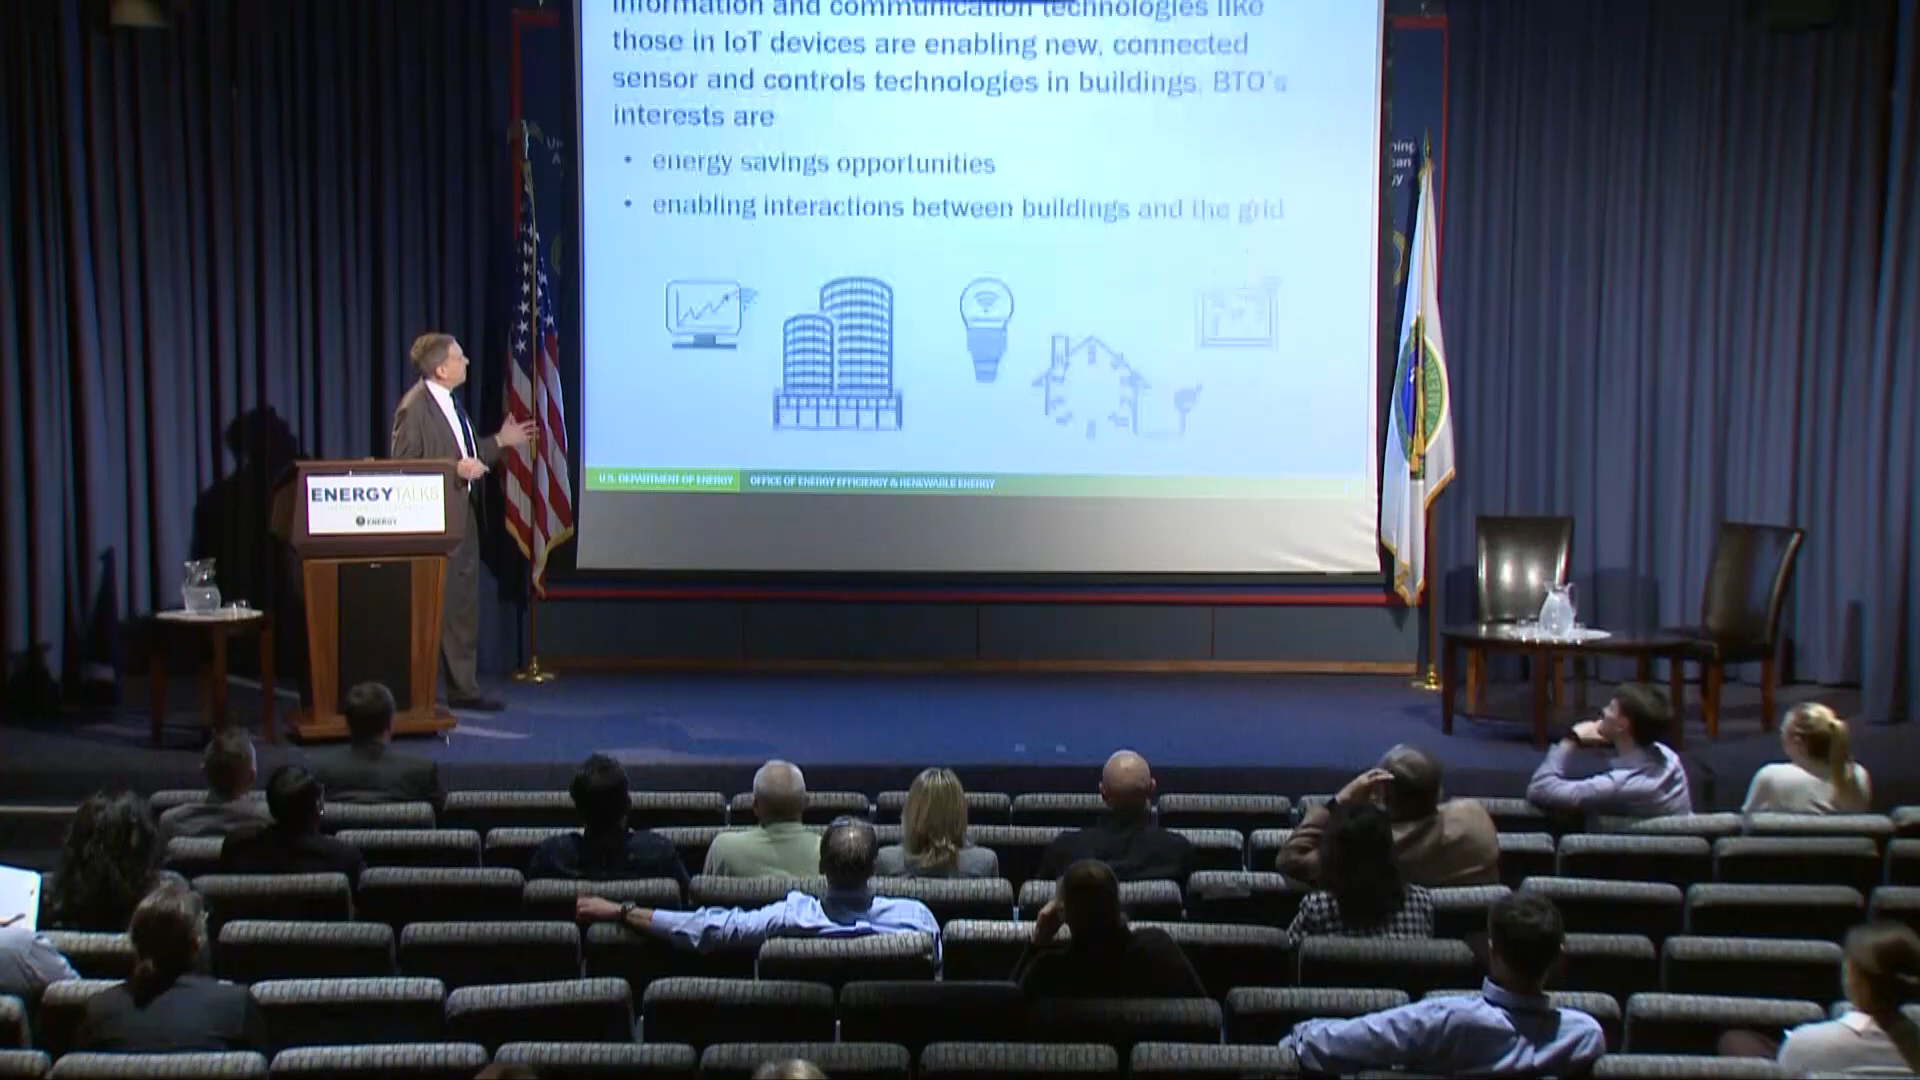 information and communication technologies like
those in IoT devices are enabling new, connected
sensor and controls technologies in buildings. BTO's
interests are
• energy savings opportunities
• enabling interactions between buildings and the grid
U.S. DEPARTMENT OF ENERGY OFFICE OF ENERGY EFFICIENCY & RENEWABLE ENERGY
ENERGYTALKS
ENERGY